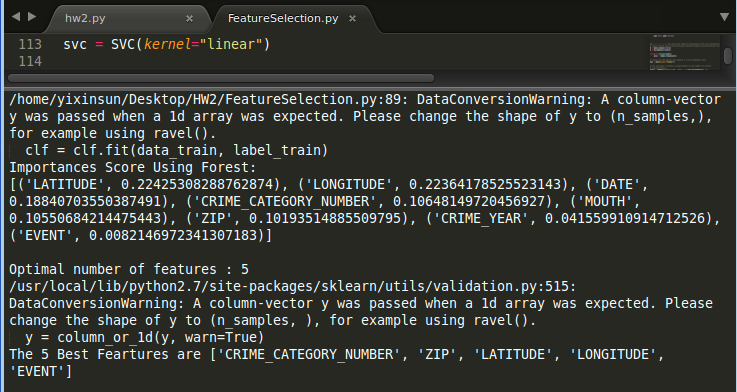 hw2.py × FeatureSelection.py ×
113 svc = SVC(kernel="linear")
114
/home/yixinsun/Desktop/HW2/FeatureSelection.py:89: DataConversionWarning: A column-vector
y was passed when a 1d array was expected. Please change the shape of y to (n_samples,),
for example using ravel().
clf = clf.fit(data_train, label_train)
Importances Score Using Forest:
[('LATITUDE', 0.22425308288762874), ('LONGITUDE', 0.22364178525523143), ('DATE',
0.18840703550387491), ('CRIME_CATEGORY_NUMBER', 0.10648149720456927), ('MOUTH',
0.10550684214475443), ('ZIP', 0.10193514885509795), ('CRIME_YEAR', 0.041559910914712526),
('EVENT', 0.0082146972341307183)]
Optimal number of features : 5
/usr/local/lib/python2.7/site-packages/sklearn/utils/validation.py:515:
DataConversionWarning: A column-vector y was passed when a 1d array was expected. Please
change the shape of y to (n_samples, ), for example using ravel().
y = column_or_1d(y, warn=True)
The 5 Best Feartures are ['CRIME_CATEGORY_NUMBER', 'ZIP', 'LATITUDE', 'LONGITUDE',
'EVENT']